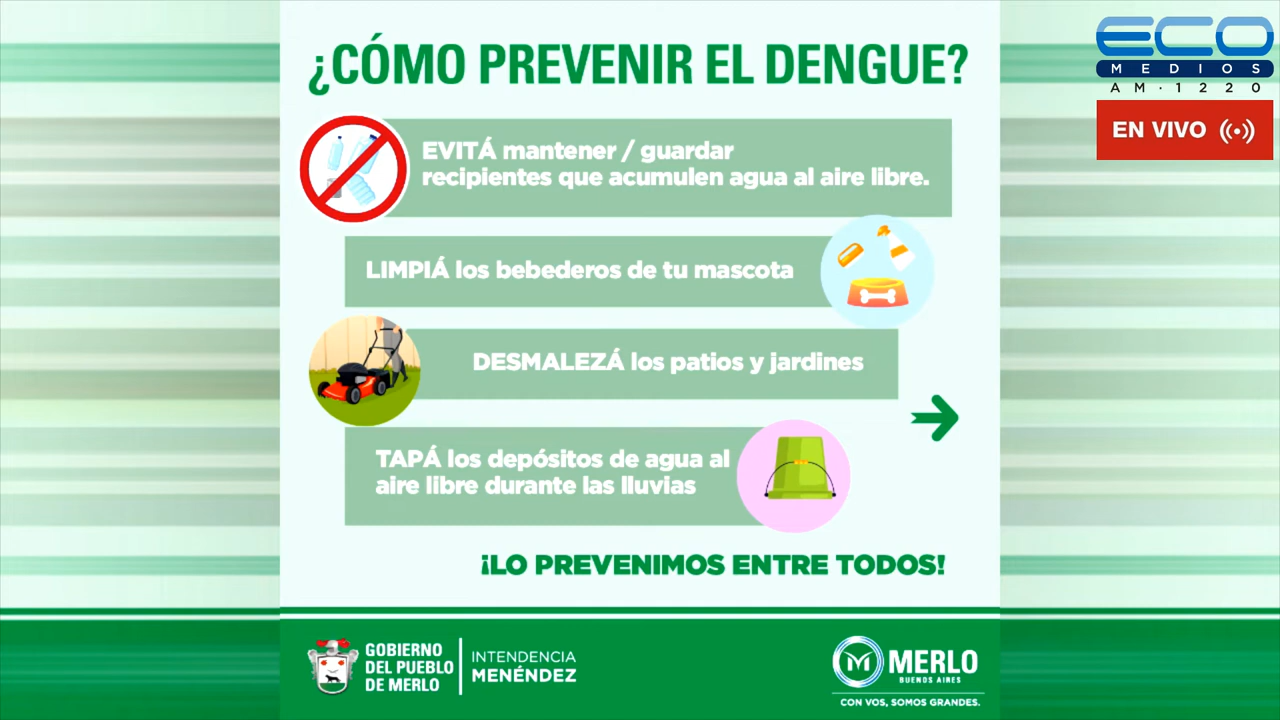 ¿CÓMO PREVENIR EL DENGUE?
ECO
MEDIOS
AM·1220
EN VIVO
EVITÁ mantener / guardar
recipientes que acumulen agua al aire libre.
LIMPIÁ los bebederos de tu mascota
DESMALEZÁ los patios y jardines
TAPÁ los depósitos de agua al
aire libre durante las lluvias
¡LO PREVENIMOS ENTRE TODOS!
GOBIERNO
DEL PUEBLO
DE MERLO
INTENDENCIA
MENÉNDEZ
MERLO
BUENOS AIRES
CON VOS, SOMOS GRANDES.